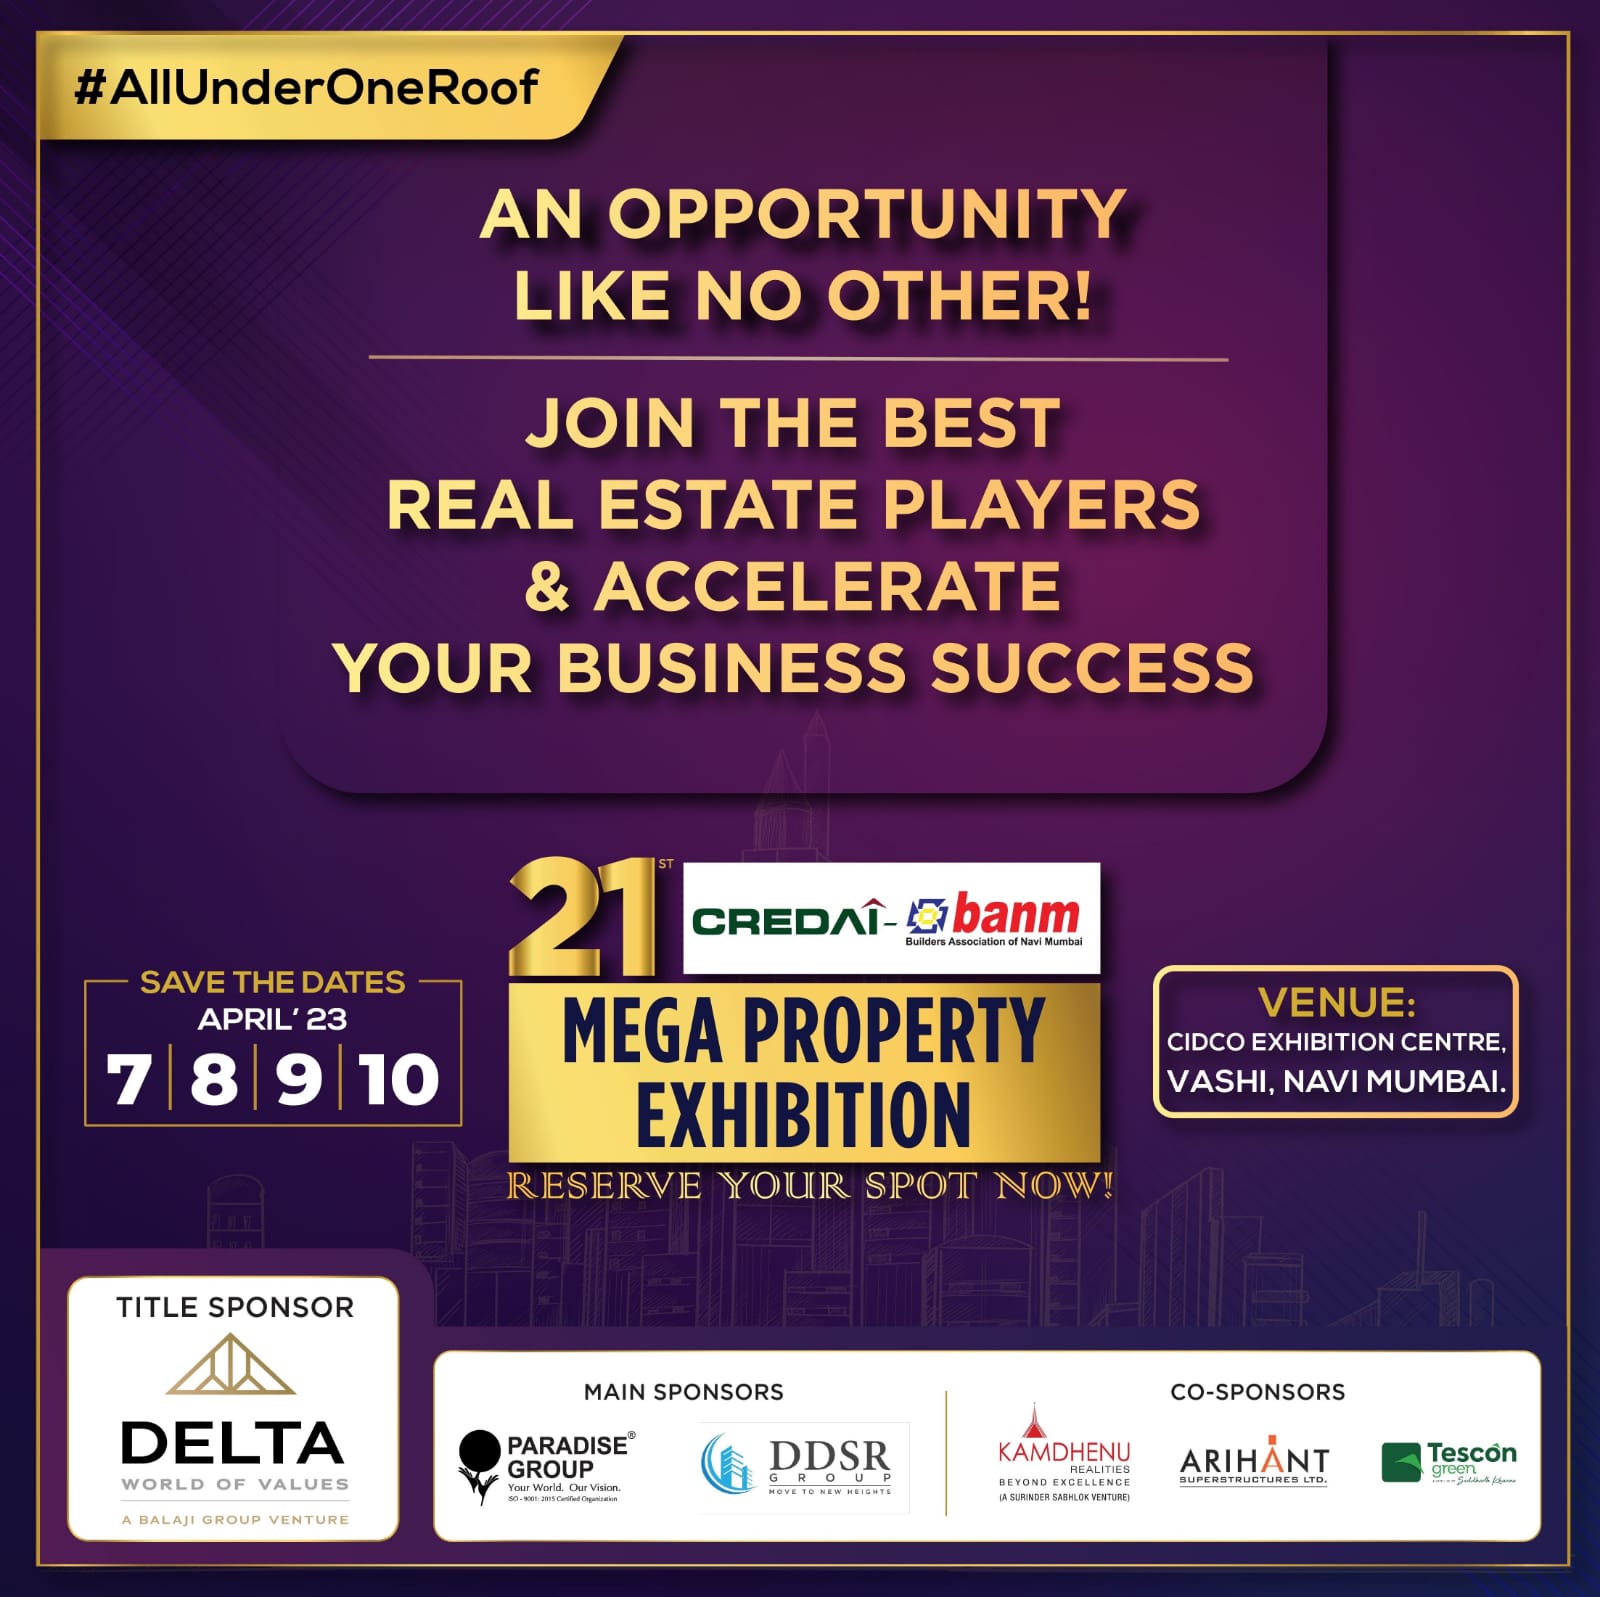 #AllUnderOneRoof
AN OPPORTUNITY
LIKE NO OTHER!
JOIN THE BEST
REAL ESTATE PLAYERS
& ACCELERATE
YOUR BUSINESS SUCCESS
21ST
CREDAI-banm
Builders Association of Navi Mumbai
MEGA PROPERTY
EXHIBITION
RESERVE YOUR SPOT NOW!
SAVE THE DATES
APRIL' 23
7 | 8 | 9 | 10
VENUE:
CIDCO EXHIBITION CENTRE,
VASHI, NAVI MUMBAI.
TITLE SPONSOR
DELTA
WORLD OF VALUES
A BALAJI GROUP VENTURE
MAIN SPONSORS
PARADISE®
GROUP
Your World. Our Vision.
ISO - 9001: 2015 Certified Organization
DDSR
GROUP
MOVE TO NEW HEIGHTS
CO-SPONSORS
KAMDHENU
REALITIES
BEYOND EXCELLENCE
(A SURINDER SABHLOK VENTURE)
ARIHANT
SUPERSTRUCTURES LTD.
Tescon
green
Siddharth Khanna